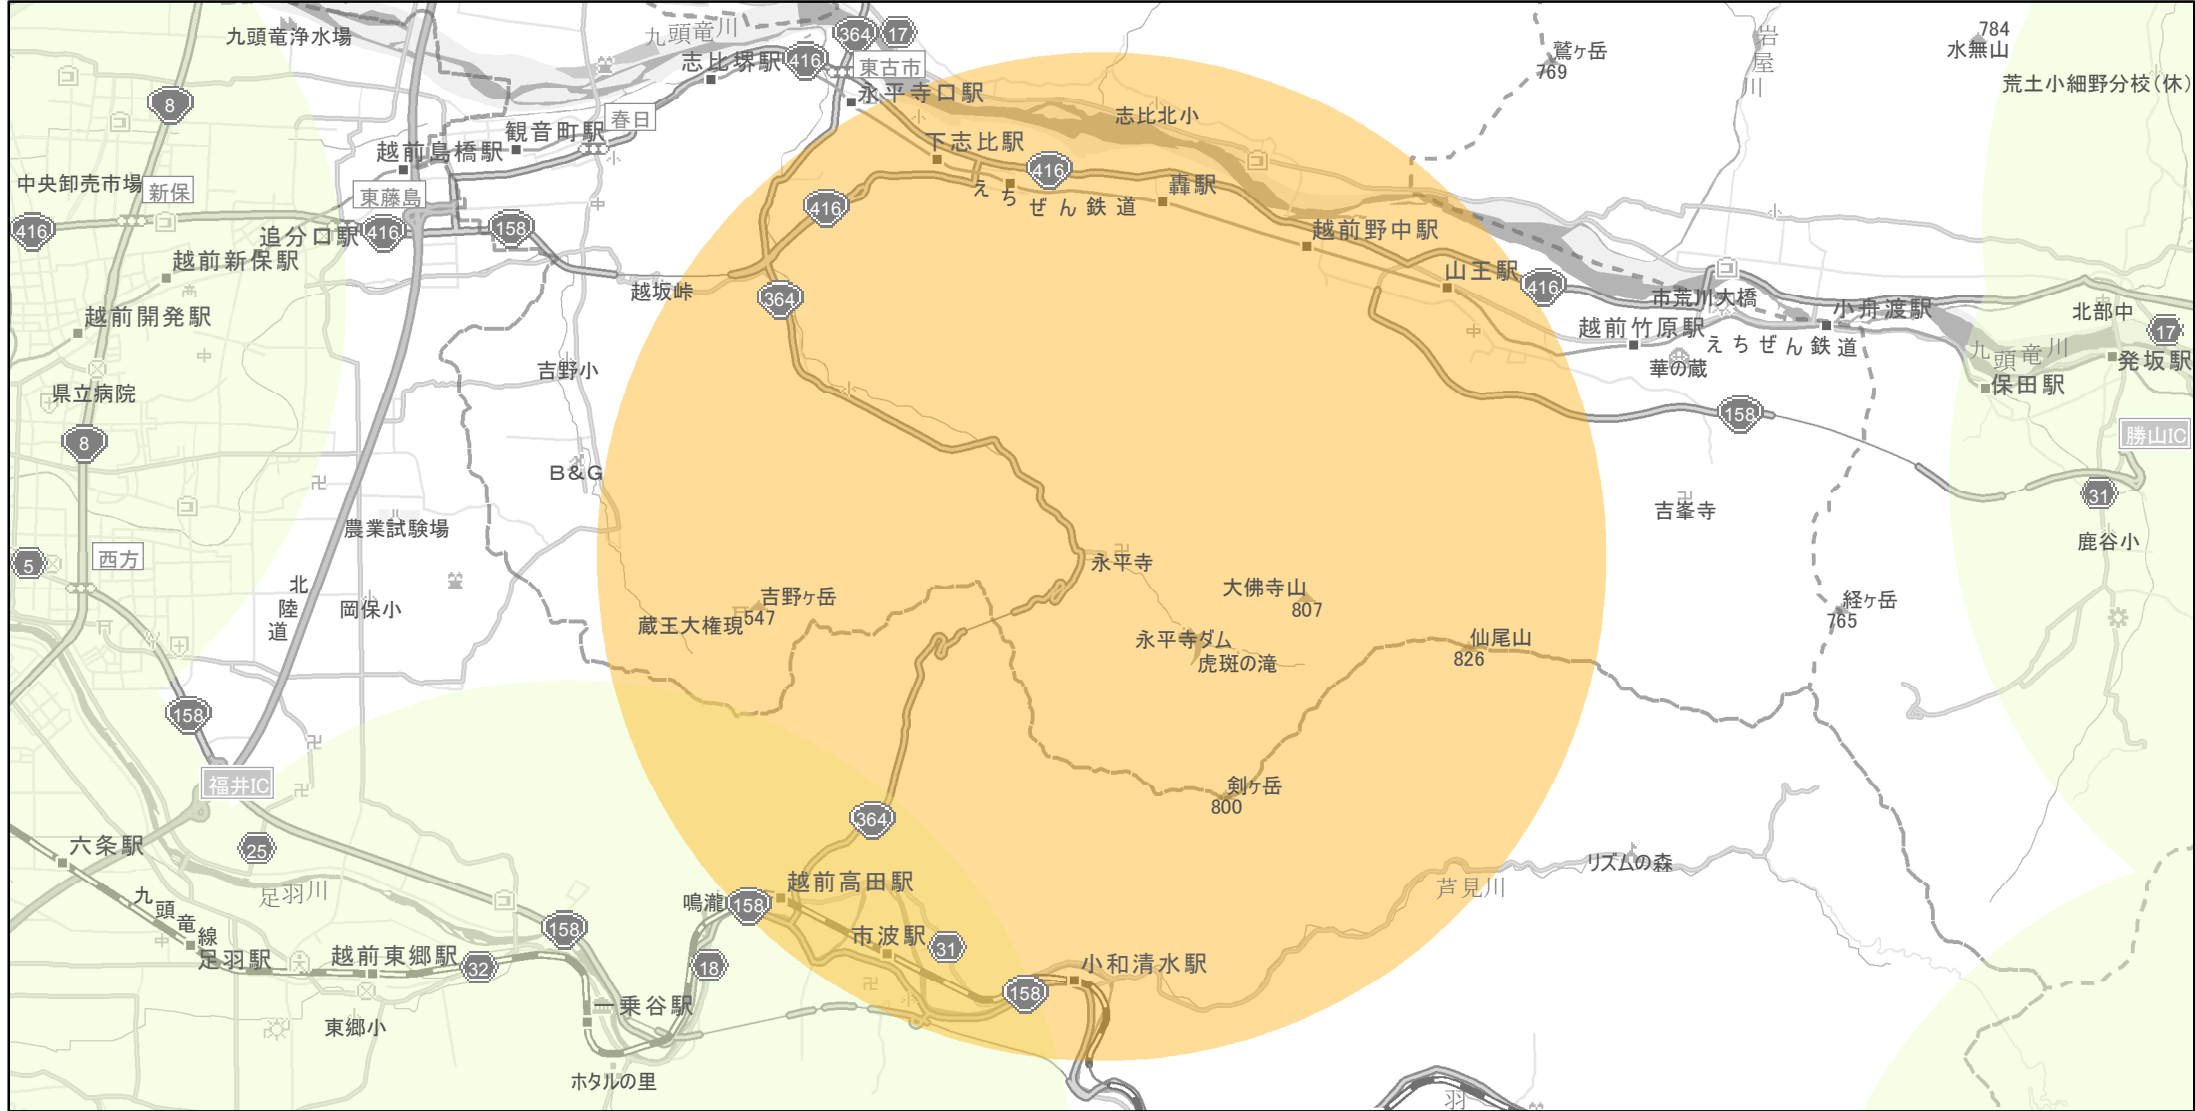 九頭竜浄水場
九頭竜川
志比堺駅
364
17
416
東古市
永平寺口駅
鷲ヶ岳
769
岩屋川
784
水無山
荒土小細野分校(休)
8
観音町駅
春日
越前島橋駅
下志比駅
志比北小
416
轟駅
えちぜん鉄道
中央卸売市場
新保
東藤島
416
追分口駅
416
158
416
越前新保駅
越坂峠
364
越前野中駅
山王駅
416
市荒川大橋
小舟渡駅
北部中
17
越前開発駅
越前竹原駅
えちぜん鉄道
九頭竜川
発坂駅
吉野小
華の蔵
保田駅
県立病院
8
158
勝山IC
B&G
31
農業試験場
吉峯寺
鹿谷小
5
西方
永平寺
北陸道
岡保小
吉野ヶ岳
547
蔵王大権現
大佛寺山
807
経ヶ岳
765
永平寺ダム
虎斑の滝
仙尾山
826
158
福井IC
剣ヶ岳
800
364
六条駅
25
リズムの森
芦見川
九頭竜線
足羽川
越前高田駅
鳴瀧
158
158
市波駅
31
足羽駅
越前東郷駅
32
18
小和清水駅
158
一乗谷駅
東郷小
ホタルの里
羽